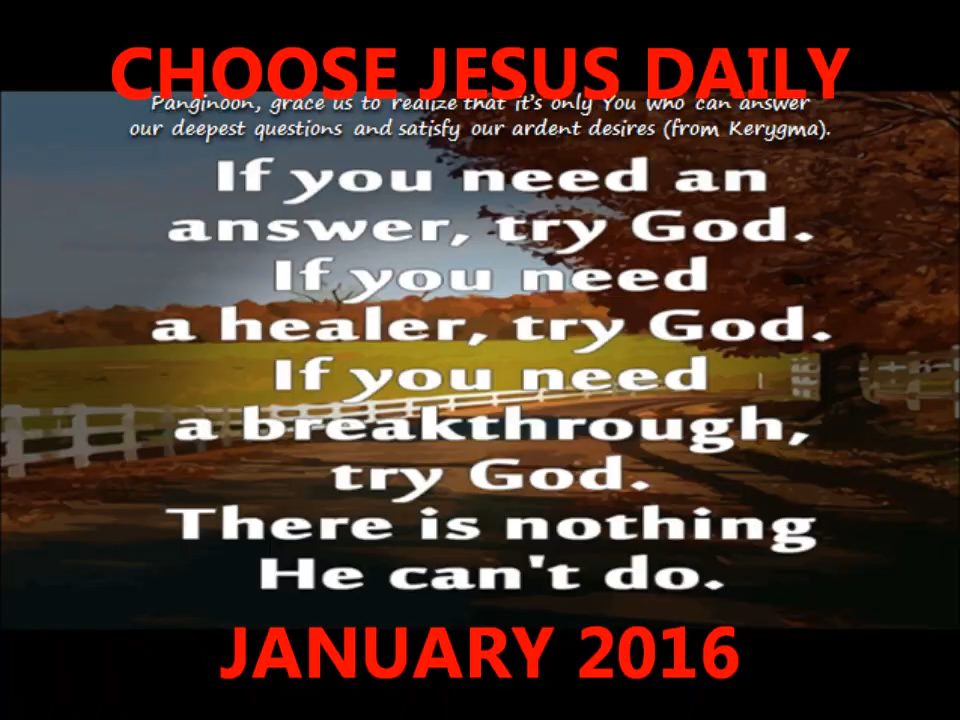 CHOOSE JESUS DAILY
Panginoon, grace us to realize that it's only You who can answer
our deepest questions and satisfy our ardent desires (from Kerygma).
If you need an
answer, try God.
If you need
a healer, try God.
If you need
a breakthrough,
try God.
There is nothing
He can't do.
JANUARY 2016